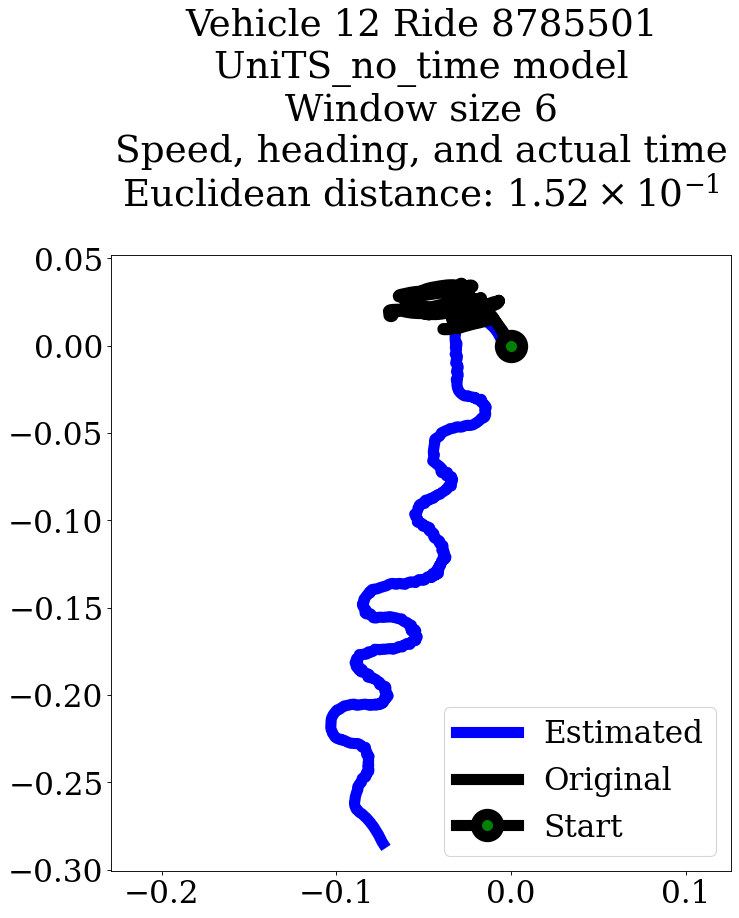 Vehicle 12 Ride 8785501
UniTS_no_time model
Window size 6
Speed, heading, and actual time
Euclidean distance: 1.52 × 10⁻¹
0.05
0.00
−0.05
−0.10
−0.15
−0.20
−0.25
−0.30
Estimated
Original
Start
−0.2
−0.1
0.0
0.1